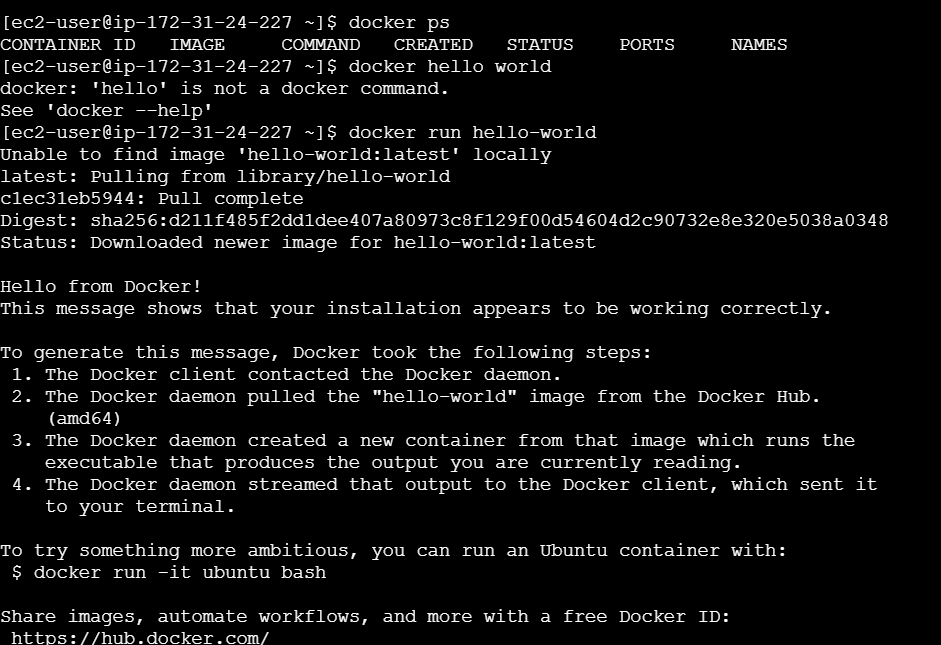 [ec2-user@ip-172-31-24-227 ~]$ docker ps
CONTAINER ID   IMAGE     COMMAND   CREATED   STATUS    PORTS     NAMES
[ec2-user@ip-172-31-24-227 ~]$ docker hello world
docker: 'hello' is not a docker command.
See 'docker --help'
[ec2-user@ip-172-31-24-227 ~]$ docker run hello-world
Unable to find image 'hello-world:latest' locally
latest: Pulling from library/hello-world
c1ec31eb5944: Pull complete
Digest: sha256:d211f485f2dd1dee407a80973c8f129f00d54604d2c90732e8e320e5038a0348
Status: Downloaded newer image for hello-world:latest

Hello from Docker!
This message shows that your installation appears to be working correctly.

To generate this message, Docker took the following steps:
 1. The Docker client contacted the Docker daemon.
 2. The Docker daemon pulled the "hello-world" image from the Docker Hub.
    (amd64)
 3. The Docker daemon created a new container from that image which runs the
    executable that produces the output you are currently reading.
 4. The Docker daemon streamed that output to the Docker client, which sent it
    to your terminal.

To try something more ambitious, you can run an Ubuntu container with:
 $ docker run -it ubuntu bash

Share images, automate workflows, and more with a free Docker ID:
 https://hub.docker.com/